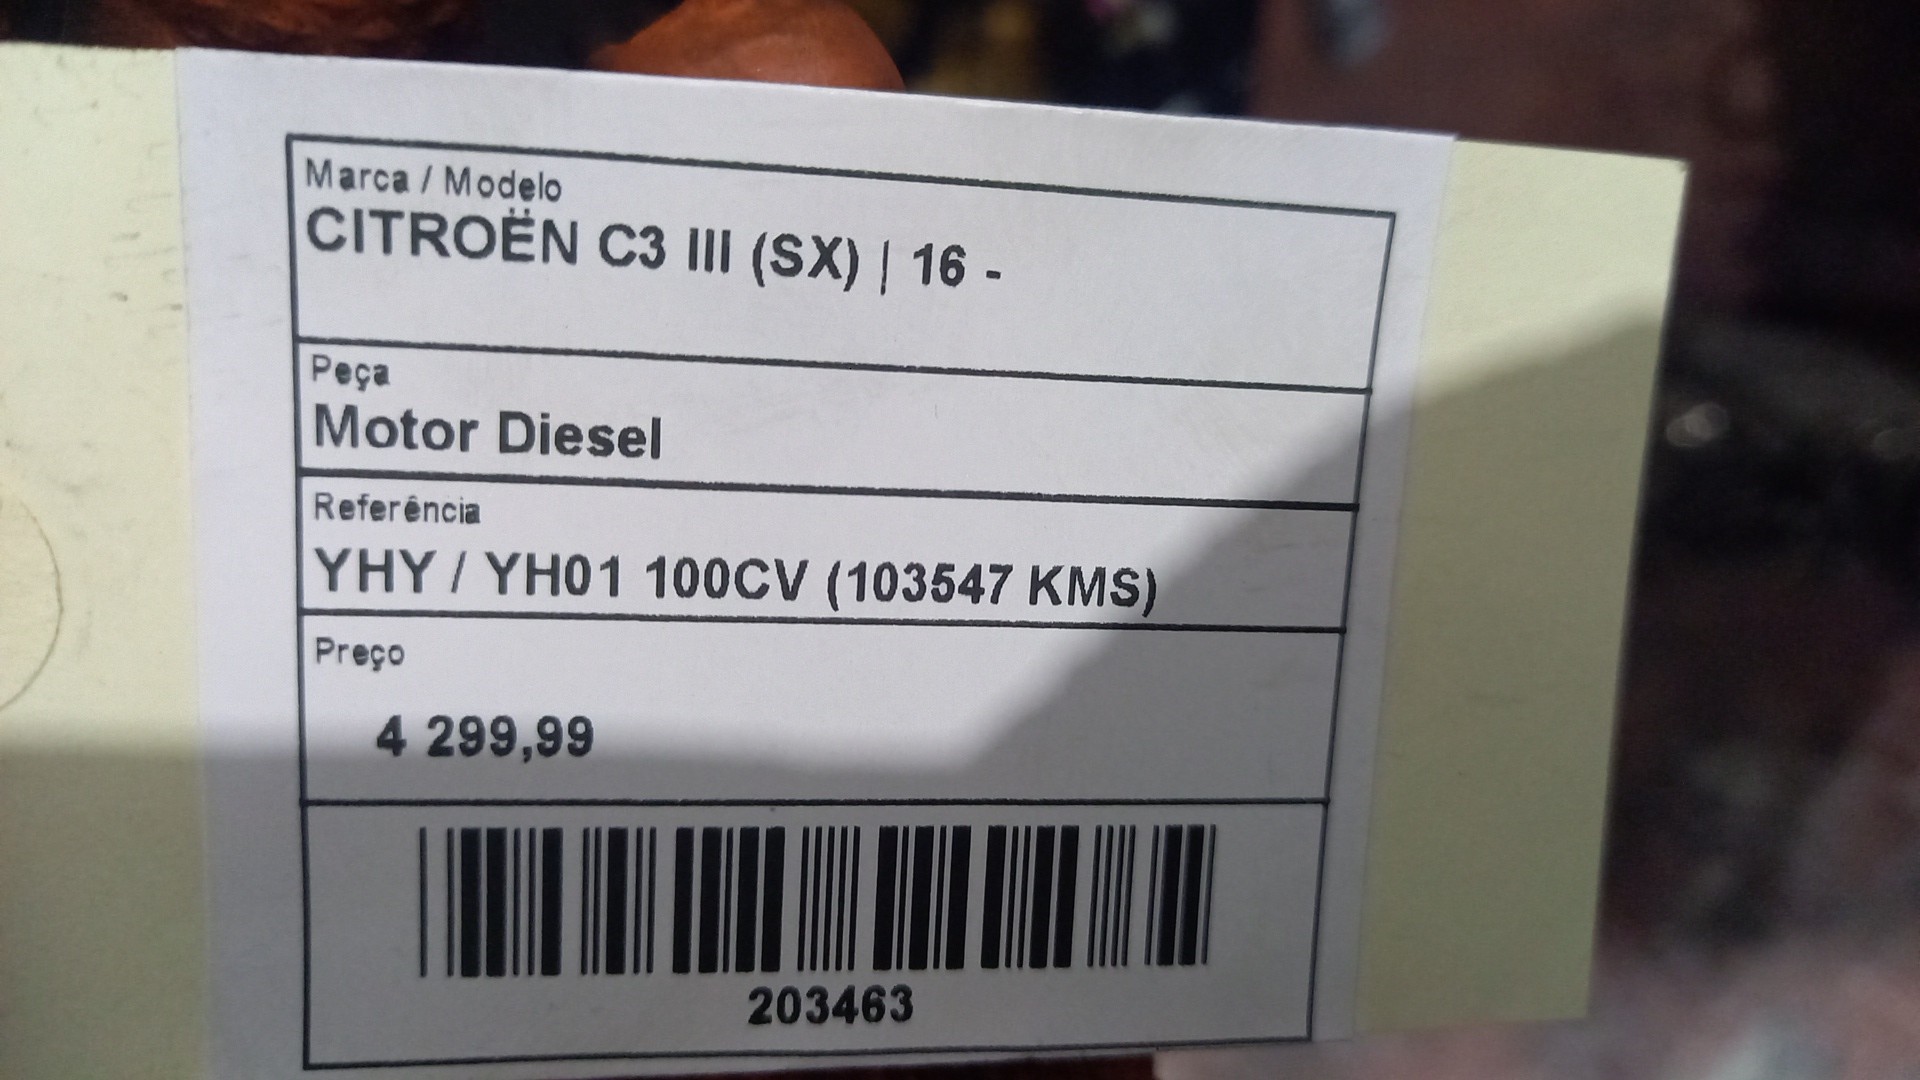 Marca / Modelo
CITROËN C3 III (SX) | 16 -
Peça
Motor Diesel
Referência
YHY / YH01 100CV (103547 KMS)
Preço
4 299,99
203463